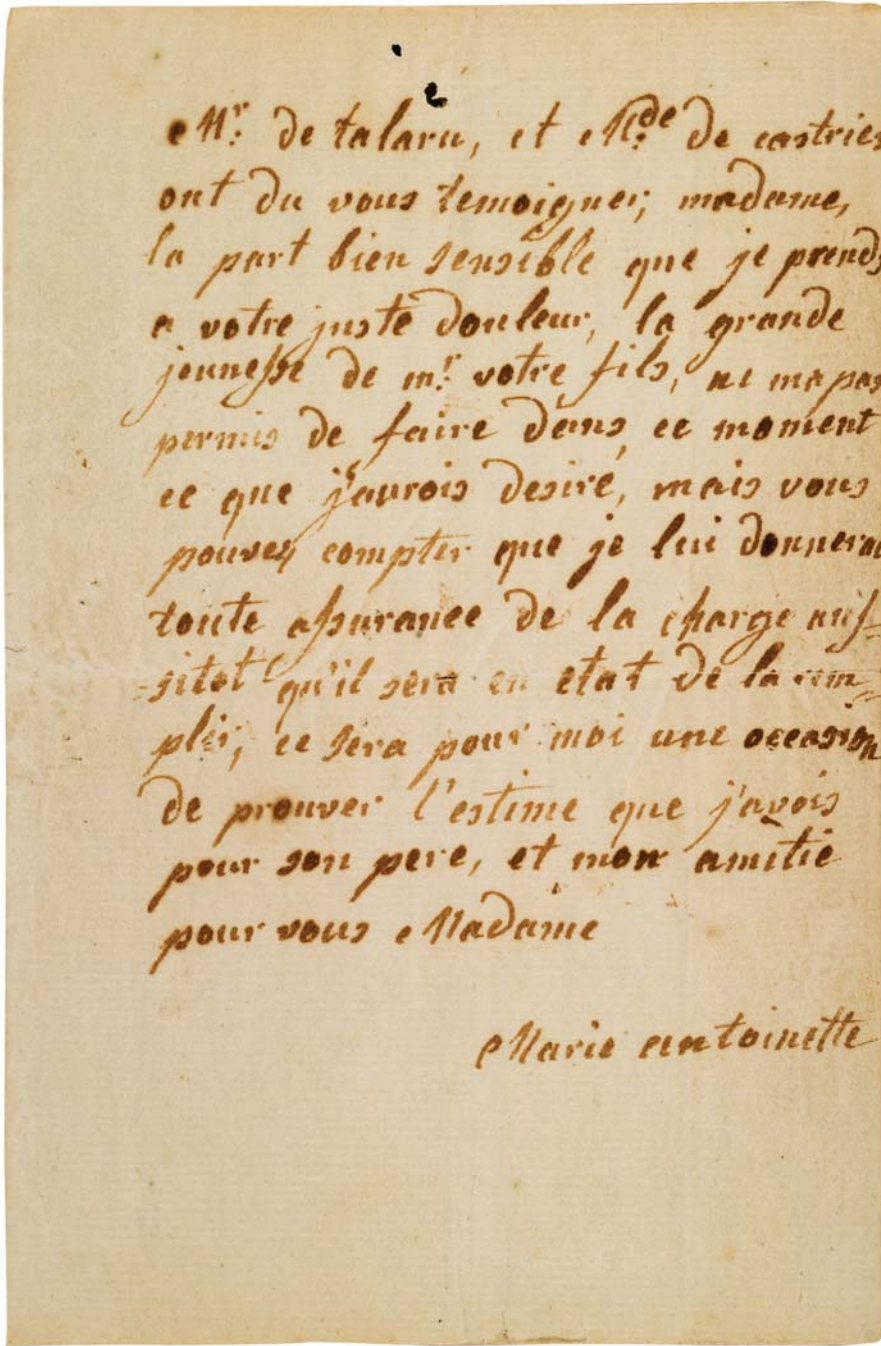 Mr. de talaru, et Mde. de castries
ont du vous temoigner, madame,
la part bien sensible que je prends
a votre juste douleur, la grande
jeunesse de mr. votre fils, ne ma pas
permis de faire dans ce moment
ce que j'aurois desiré, mais vous
pouvez compter que je lui donnerai
toute assurance de la charge aus-
-sitot qu'il sera en etat de la rem-
plir, ce sera pour moi une occasion
de prouver l'estime que j'avois
pour son pere, et mon amitié
pour vous Madame
Marie antoinette